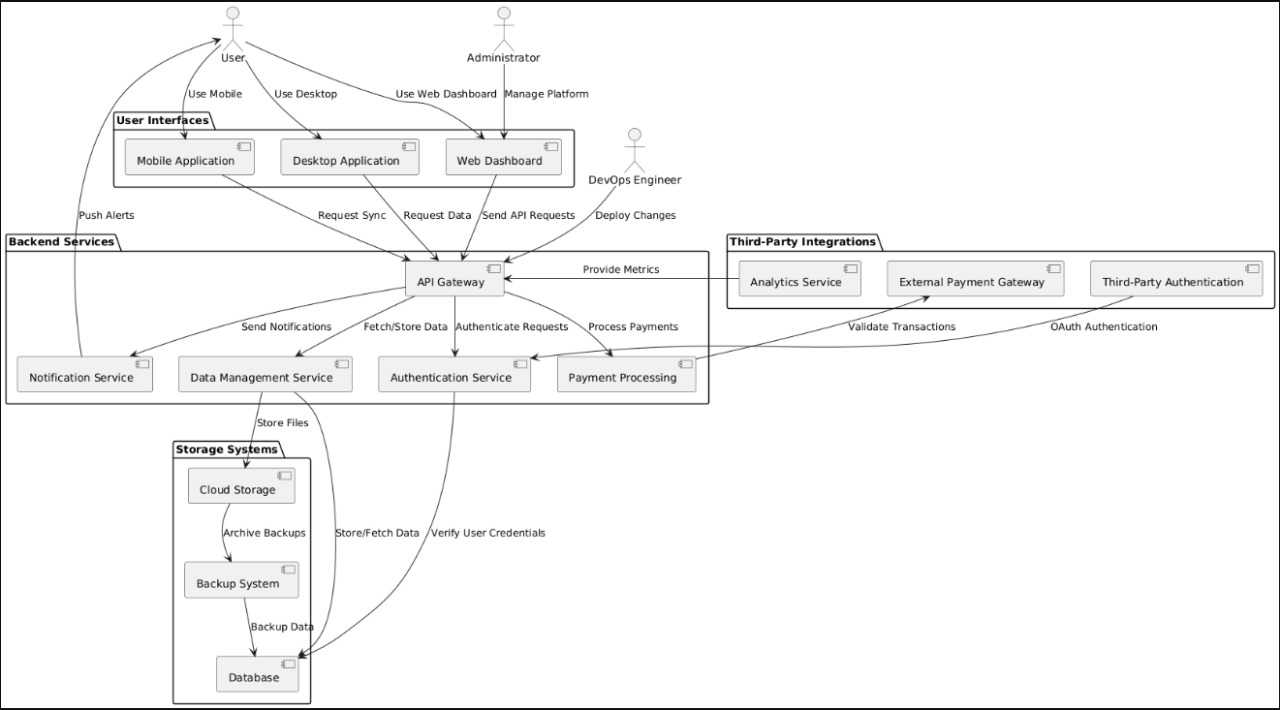 User
Administrator
Use Mobile
Use Desktop
Use Web Dashboard
Manage Platform
User Interfaces
Mobile Application
Desktop Application
Web Dashboard
DevOps Engineer
Push Alerts
Request Sync
Request Data
Send API Requests
Deploy Changes
Backend Services
Third-Party Integrations
API Gateway
Provide Metrics
Analytics Service
External Payment Gateway
Third-Party Authentication
Send Notifications
Fetch/Store Data
Authenticate Requests
Process Payments
Validate Transactions
OAuth Authentication
Notification Service
Data Management Service
Authentication Service
Payment Processing
Store Files
Storage Systems
Cloud Storage
Archive Backups
Store/Fetch Data
Verify User Credentials
Backup System
Backup Data
Database